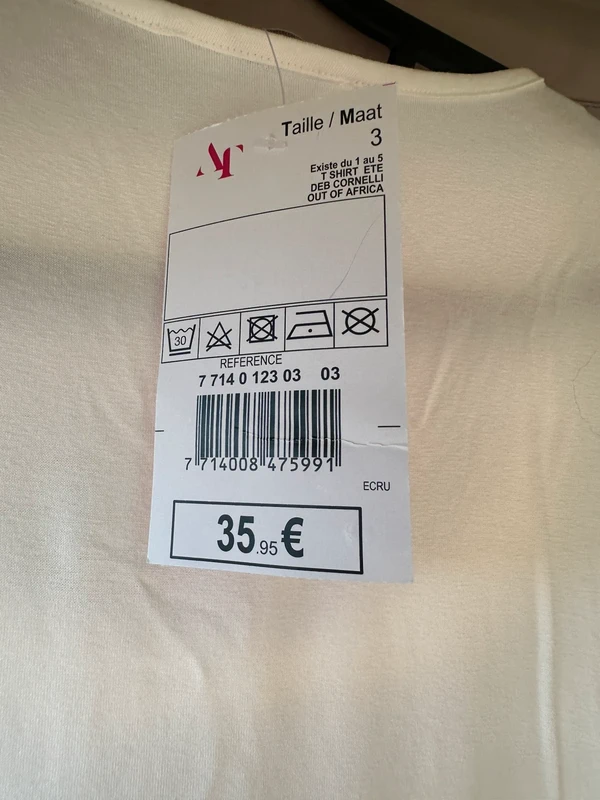 AT
Taille / Maat
3
Existe du 1 au 5
T SHIRT ETE
DEB CORNELLI
OUT OF AFRICA
30
REFERENCE
7 714 0 123 03 03
7 714008 475991
ECRU
35.95 €